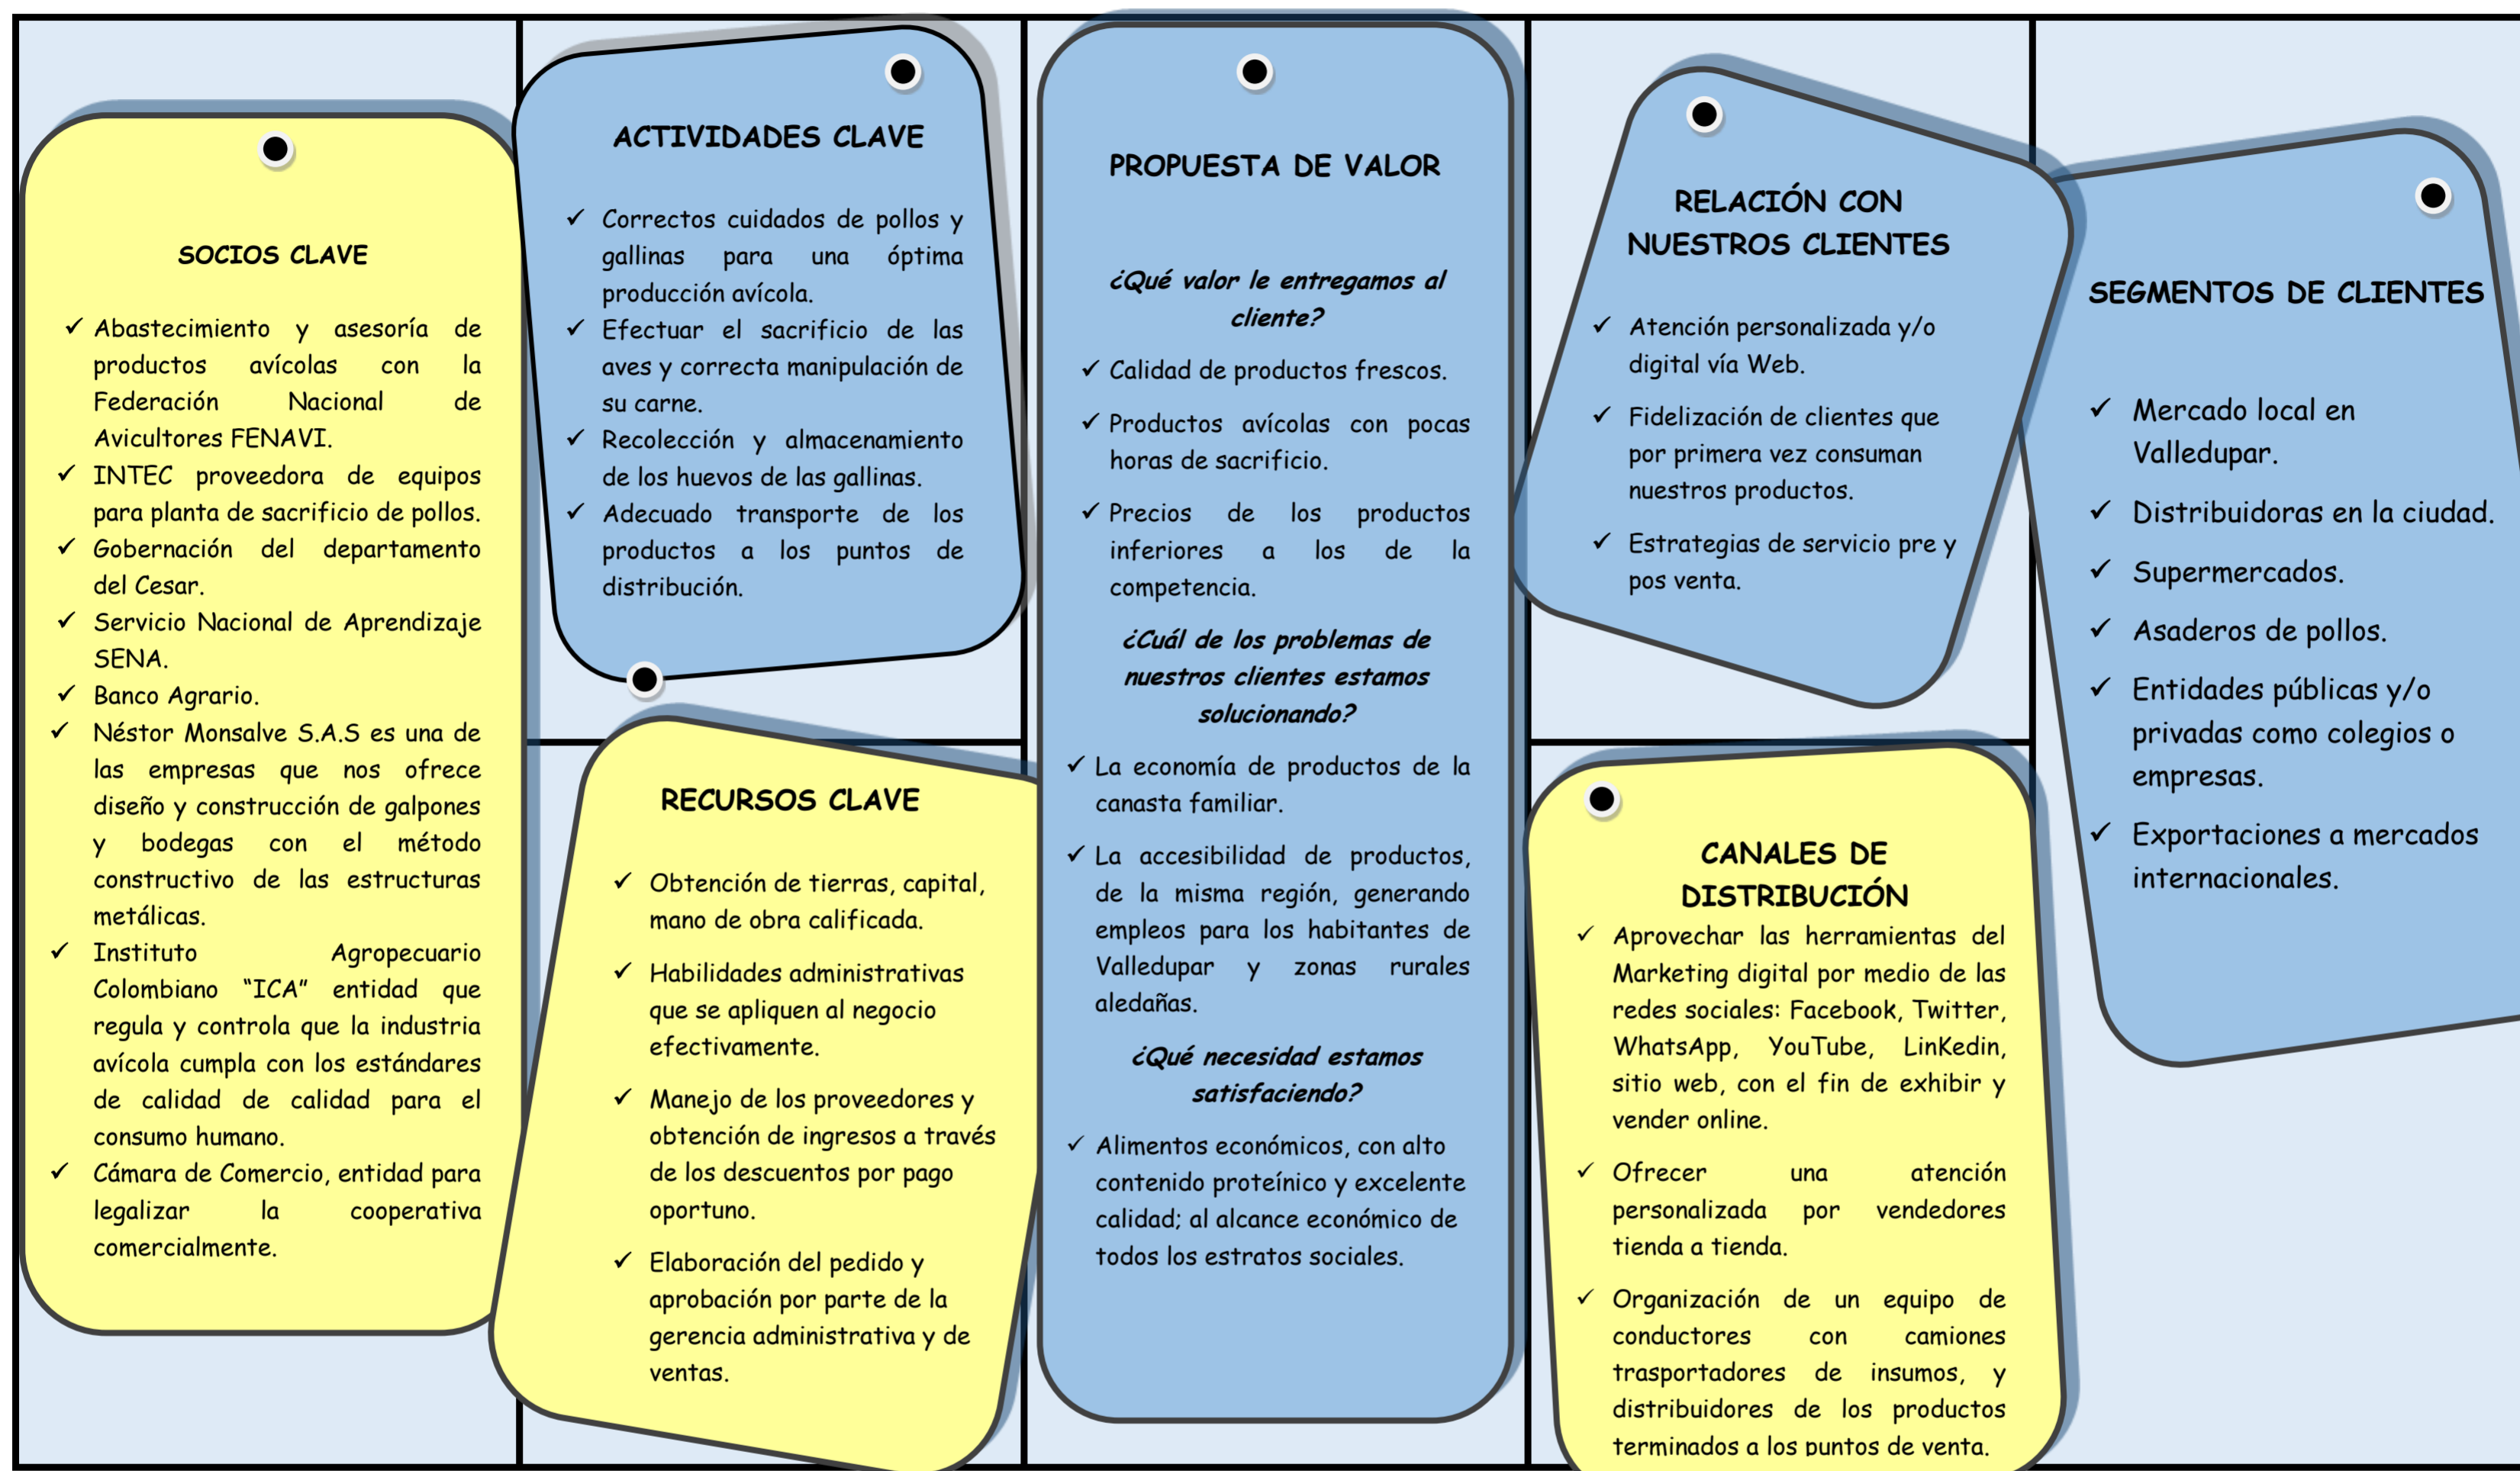 SOCIOS CLAVE
✓ Abastecimiento y asesoría de
productos avícolas con la
Federación Nacional de
Avicultores FENAVI.
✓ INTEC proveedora de equipos
para planta de sacrificio de pollos.
✓ Gobernación del departamento
del Cesar.
✓ Servicio Nacional de Aprendizaje
SENA.
✓ Banco Agrario.
✓ Néstor Monsalve S.A.S es una de
las empresas que nos ofrece
diseño y construcción de galpones
y bodegas con el método
constructivo de las estructuras
metálicas.
✓ Instituto Agropecuario
Colombiano “ICA” entidad que
regula y controla que la industria
avícola cumpla con los estándares
de calidad de calidad para el
consumo humano.
✓ Cámara de Comercio, entidad para
legalizar la cooperativa
comercialmente.
ACTIVIDADES CLAVE
✓ Correctos cuidados de pollos y
gallinas para una óptima
producción avícola.
✓ Efectuar el sacrificio de las
aves y correcta manipulación de
su carne.
✓ Recolección y almacenamiento
de los huevos de las gallinas.
✓ Adecuado transporte de los
productos a los puntos de
distribución.
RECURSOS CLAVE
✓ Obtención de tierras, capital,
mano de obra calificada.
✓ Habilidades administrativas
que se apliquen al negocio
efectivamente.
✓ Manejo de los proveedores y
obtención de ingresos a través
de los descuentos por pago
oportuno.
✓ Elaboración del pedido y
aprobación por parte de la
gerencia administrativa y de
ventas.
PROPUESTA DE VALOR
¿Qué valor le entregamos al
cliente?
✓ Calidad de productos frescos.
✓ Productos avícolas con pocas
horas de sacrificio.
✓ Precios de los productos
inferiores a los de la
competencia.
¿Cuál de los problemas de
nuestros clientes estamos
solucionando?
✓ La economía de productos de la
canasta familiar.
✓ La accesibilidad de productos,
de la misma región, generando
empleos para los habitantes de
Valledupar y zonas rurales
aledañas.
¿Qué necesidad estamos
satisfaciendo?
✓ Alimentos económicos, con alto
contenido proteínico y excelente
calidad; al alcance económico de
todos los estratos sociales.
RELACIÓN CON
NUESTROS CLIENTES
✓ Atención personalizada y/o
digital vía Web.
✓ Fidelización de clientes que
por primera vez consuman
nuestros productos.
✓ Estrategias de servicio pre y
pos venta.
CANALES DE
DISTRIBUCIÓN
✓ Aprovechar las herramientas del
Marketing digital por medio de las
redes sociales: Facebook, Twitter,
WhatsApp, YouTube, LinKedin,
sitio web, con el fin de exhibir y
vender online.
✓ Ofrecer una atención
personalizada por vendedores
tienda a tienda.
✓ Organización de un equipo de
conductores con camiones
trasportadores de insumos, y
distribuidores de los productos
terminados a los puntos de venta.
SEGMENTOS DE CLIENTES
✓ Mercado local en
Valledupar.
✓ Distribuidoras en la ciudad.
✓ Supermercados.
✓ Asaderos de pollos.
✓ Entidades públicas y/o
privadas como colegios o
empresas.
✓ Exportaciones a mercados
internacionales.